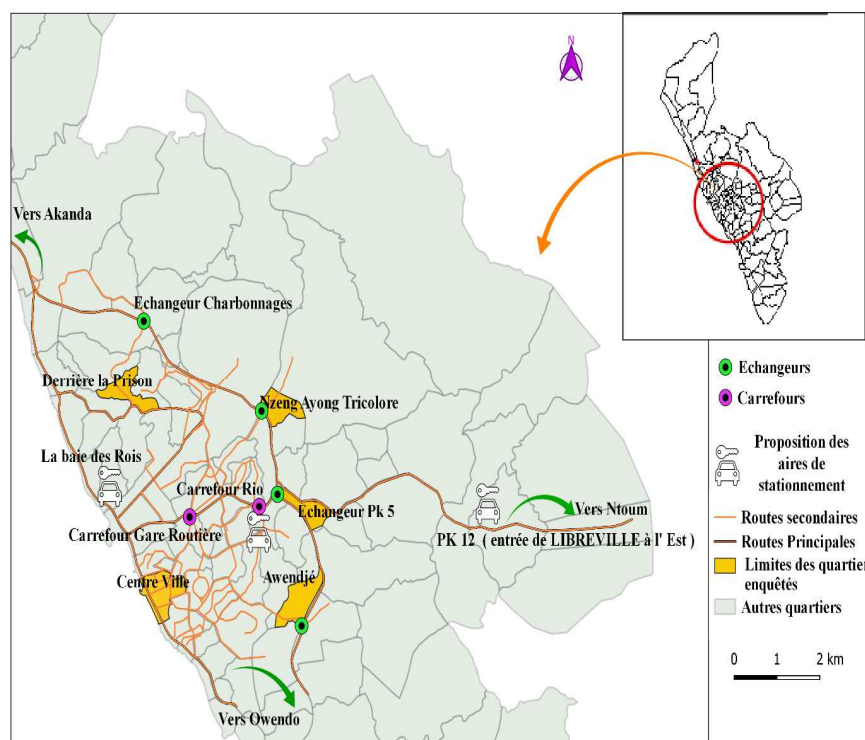 N
Vers Akanda
Echangeur Charbonnages
Derrière la Prison
Nzeng Ayong Tricolore
La baie des Rois
Carrefour Rio
Echangeur Pk 5
Vers Ntoum
Carrefour Gare Routière
PK 12 ( entrée de LIBREVILLE à l' Est )
Centre Ville
Awendjé
Vers Owendo
Echangeurs
Carrefours
Proposition des
aires de
stationnement
Routes secondaires
Routes Principales
Limites des quartier
enquêtés
Autres quartiers
0 1 2 km